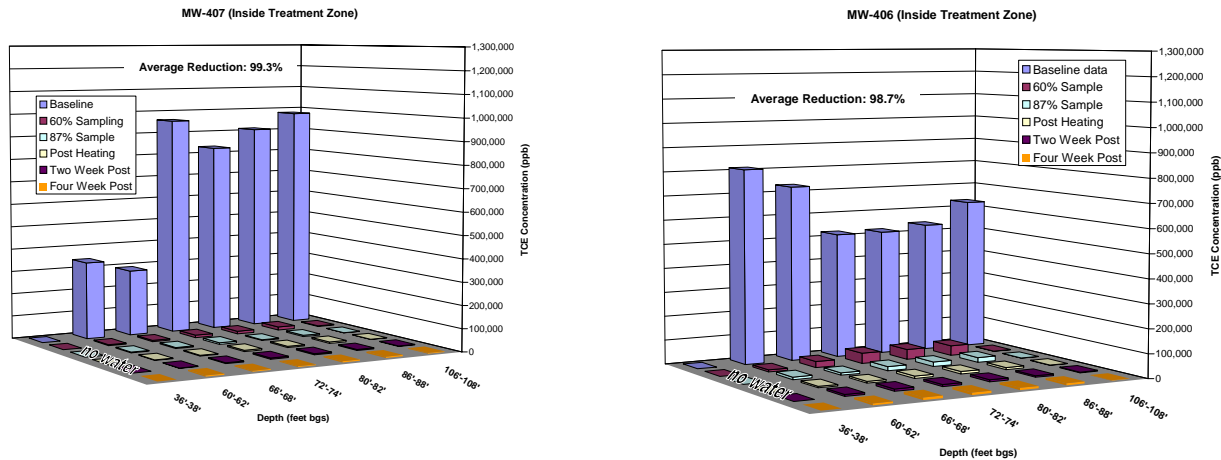 MW-407 (Inside Treatment Zone)
Average Reduction: 99.3%
Baseline
60% Sampling
87% Sample
Post Heating
Two Week Post
Four Week Post
1,300,000
1,200,000
1,100,000
1,000,000
900,000
800,000
700,000
600,000
500,000
400,000
300,000
200,000
100,000
0
TCE Concentration (ppb)
no water
36'-38'
60'-62'
66'-68'
72'-74'
80'-82'
86'-88'
106'-108'
Depth (feet bgs)
MW-406 (Inside Treatment Zone)
Average Reduction: 98.7%
Baseline data
60% Sample
87% Sample
Post Heating
Two Week Post
Four Week Post
1,300,000
1,200,000
1,100,000
1,000,000
900,000
800,000
700,000
600,000
500,000
400,000
300,000
200,000
100,000
0
TCE Concentration (ppb)
no water
36'-38'
60'-62'
66'-68'
72'-74'
80'-82'
86'-88'
106'-108'
Depth (feet bgs)